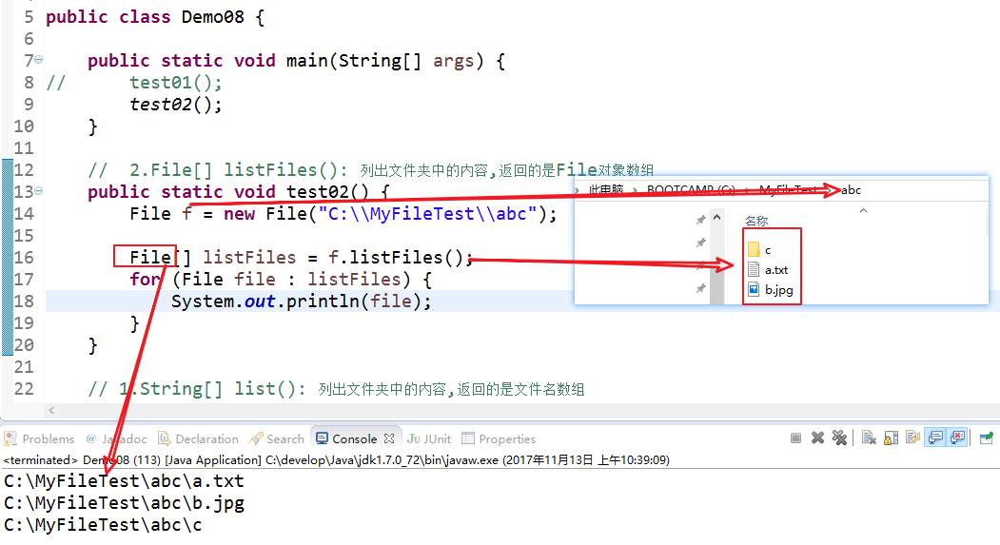 5 public class Demo08 {
6
7 public static void main(String[] args) {
8 // test01();
9 test02();
10 }
11
12 // 2.File[] listFiles(): 列出文件夹中的内容,返回的是File对象数组
13 public static void test02() {
14 File f = new File("C:\\MyFileTest\\abc");
15
16 File[] listFiles = f.listFiles();
17 for (File file : listFiles) {
18 System.out.println(file);
19 }
20 }
21
22 // 1.String[] list(): 列出文件夹中的内容,返回的是文件名数组
此电脑 › BOOTCAMP (C:) › MyFileTest › abc
名称
c
a.txt
b.jpg
Problems @ Javadoc Declaration Search Console JUnit Properties
<terminated> Demo08 (113) [Java Application] C:\develop\Java\jdk1.7.0_72\bin\javaw.exe (2017年11月13日 上午10:39:09)
C:\MyFileTest\abc\a.txt
C:\MyFileTest\abc\b.jpg
C:\MyFileTest\abc\c